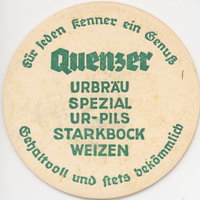 Für jeden Kenner ein Genuß
Quenzer
URBRÄU
SPEZIAL
UR-PILS
STARKBOCK
WEIZEN
Gehaltvoll und stets bekömmlich